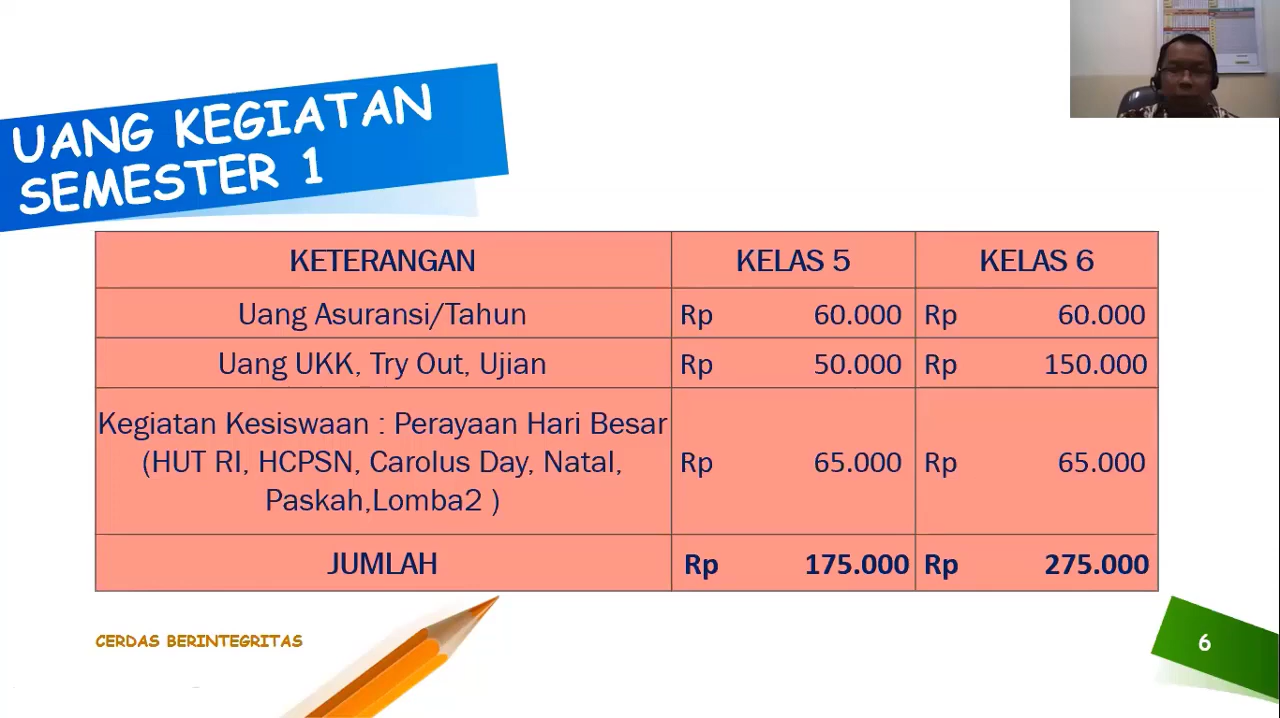 UANG KEGIATAN
SEMESTER 1
KETERANGAN KELAS 5 KELAS 6
Uang Asuransi/Tahun Rp 60.000 Rp 60.000
Uang UKK, Try Out, Ujian Rp 50.000 Rp 150.000
Kegiatan Kesiswaan : Perayaan Hari Besar
(HUT RI, HCPSN, Carolus Day, Natal, Rp 65.000 Rp 65.000
Paskah,Lomba2 )
JUMLAH Rp 175.000 Rp 275.000
CERDAS BERINTEGRITAS
6